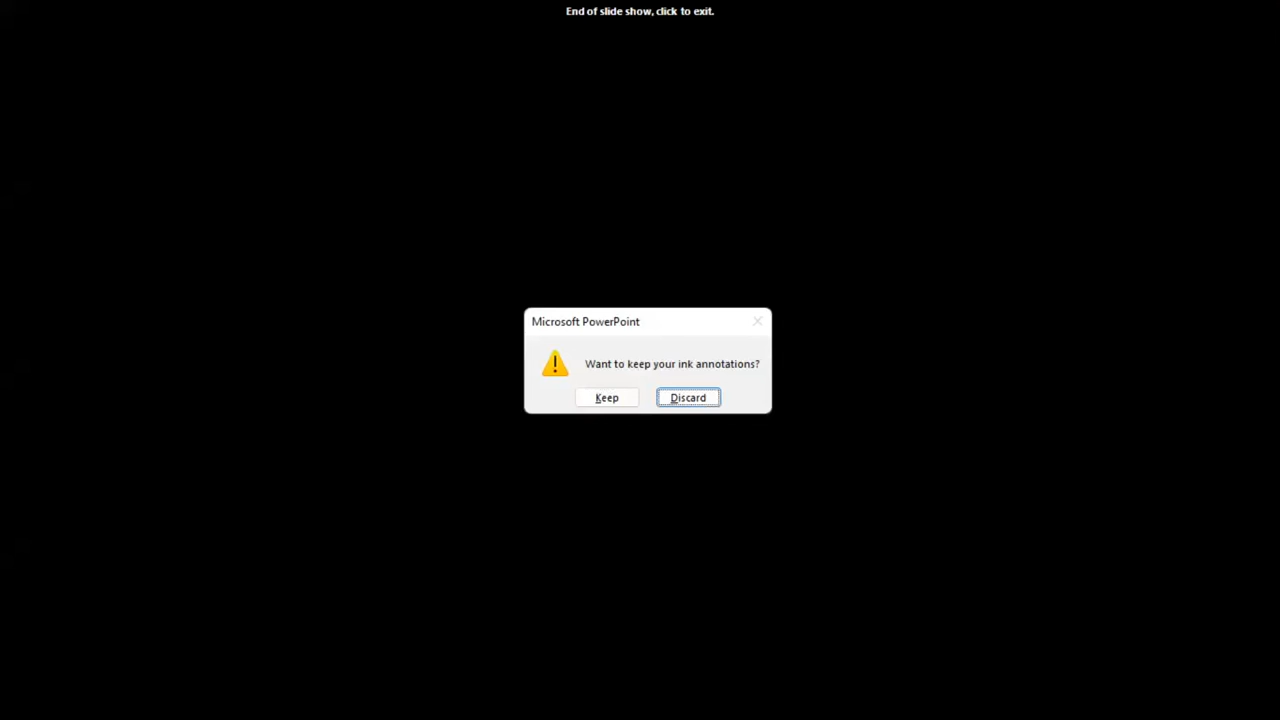 End of slide show, click to exit.
Microsoft PowerPoint
Want to keep your ink annotations?
Keep Discard